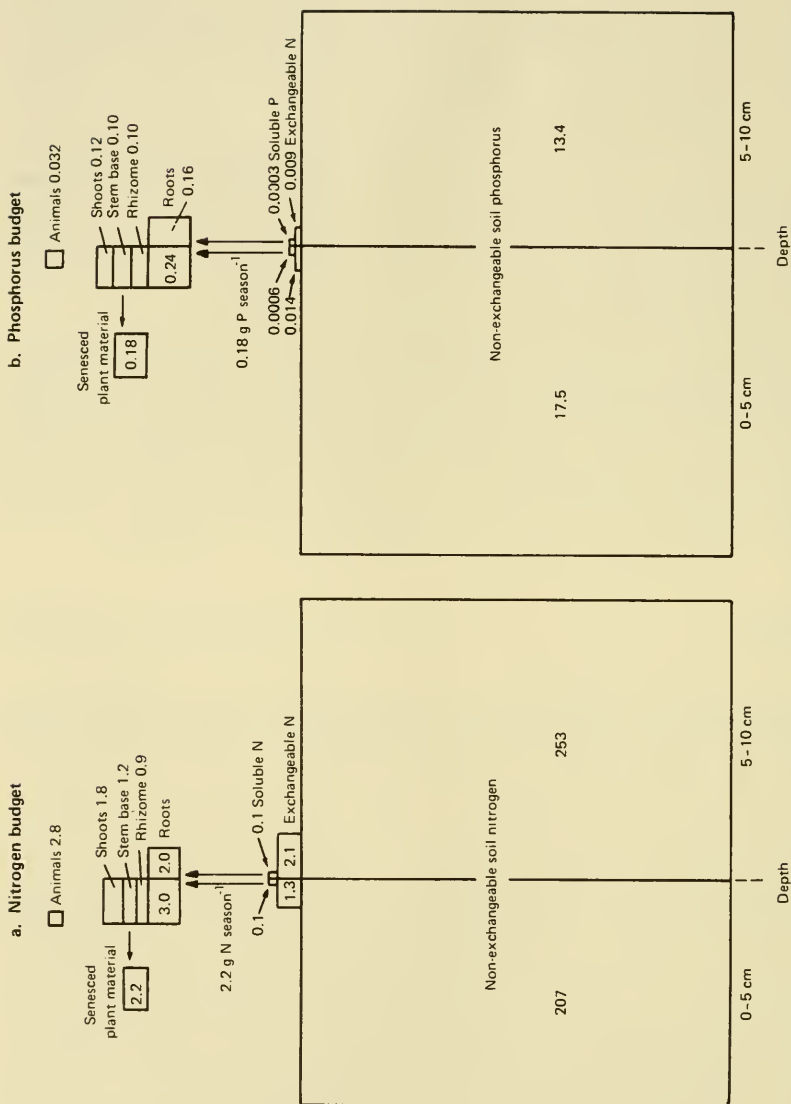 a. Nitrogen budget
Animals 2.8
Shoots 1.8
Stem base 1.2
Rhizome 0.9
Senesced
plant material
2.2
3.0
2.0
Roots
2.2 g N season⁻¹
0.1
0.1 Soluble N
1.3
2.1
Exchangeable N
Non-exchangeable soil nitrogen
207
253
0-5 cm
5-10 cm
Depth
b. Phosphorus budget
Animals 0.032
Shoots 0.12
Stem base 0.10
Rhizome 0.10
Senesced
plant material
0.18
0.24
Roots
0.16
0.18 g P season⁻¹
0.0006
0.0003 Soluble P
0.014
0.009 Exchangeable N
Non-exchangeable soil phosphorus
17.5
13.4
0-5 cm
5-10 cm
Depth